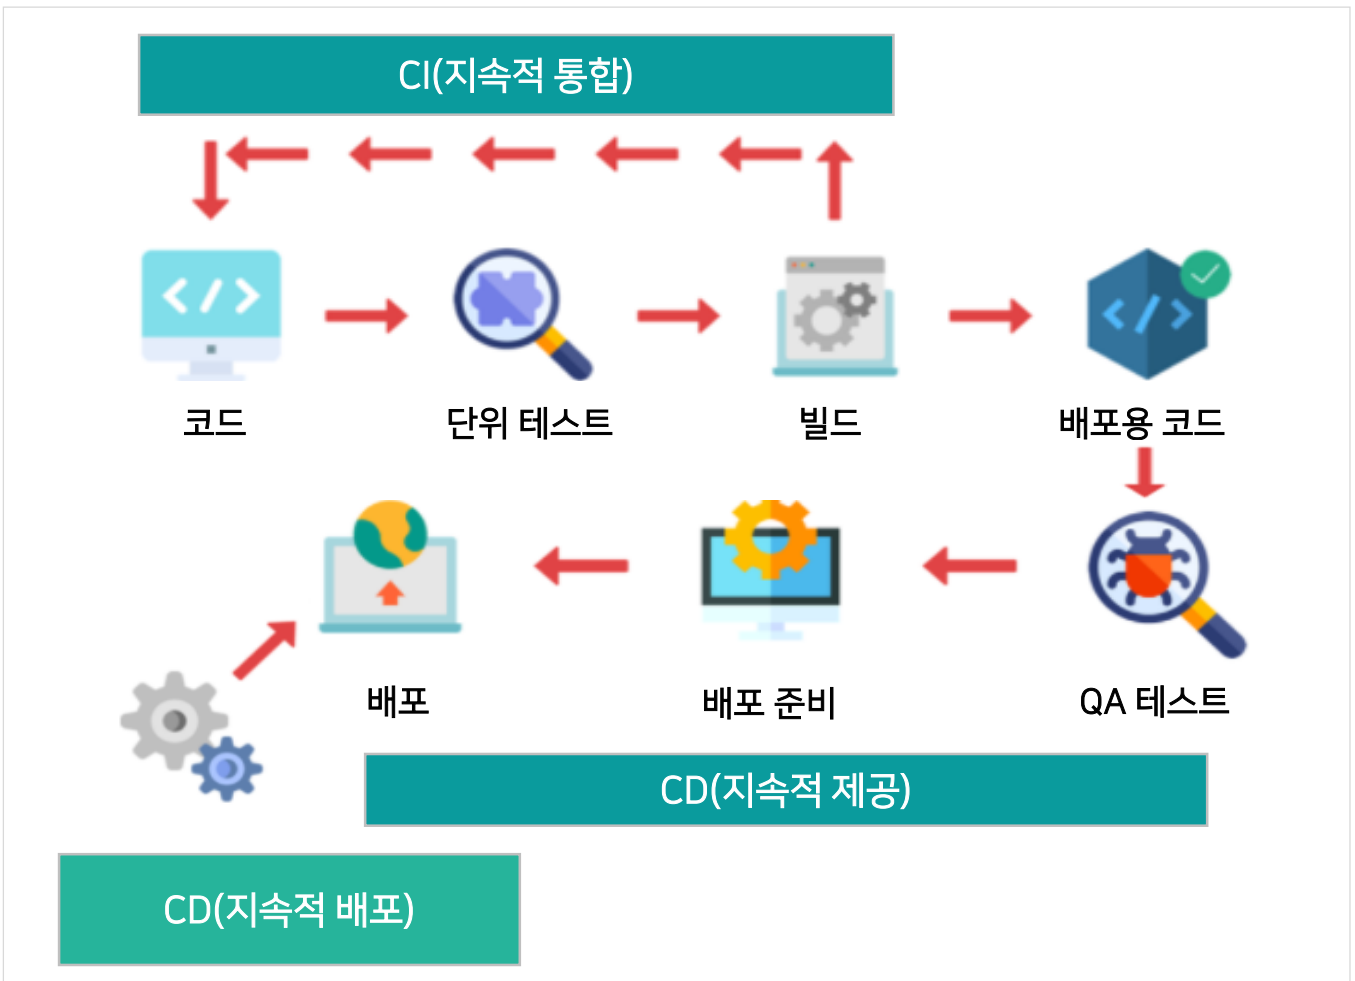 CI(지속적 통합)
코드
단위 테스트
빌드
배포용 코드
배포
배포 준비
QA 테스트
CD(지속적 제공)
CD(지속적 배포)